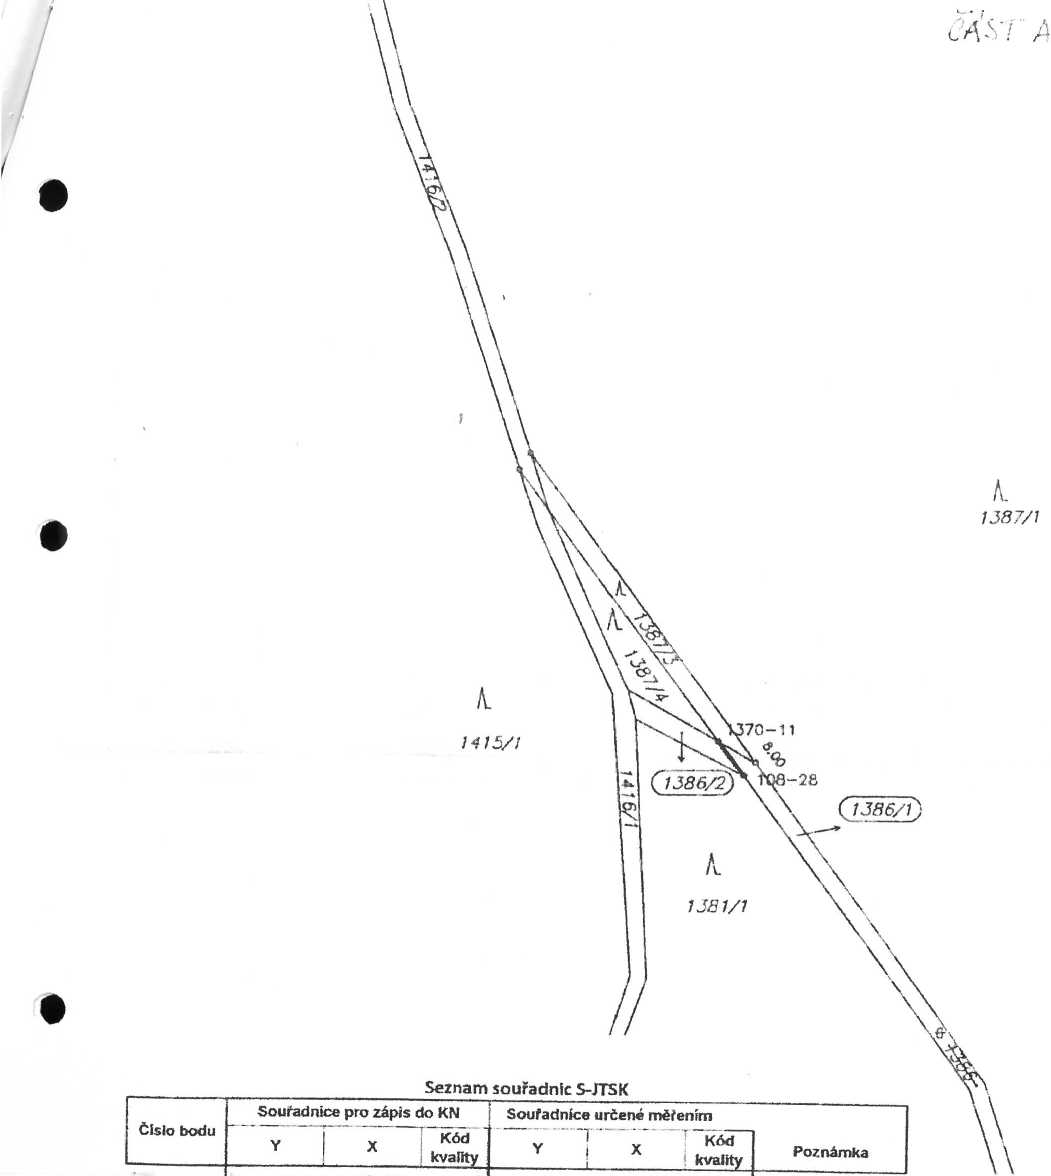 ČÁST A
1416/2
1387/1
1387/3
1387/4
1370-11
8.00
1415/1
1386/2
108-28
1416/1
1386/1
1381/1
1386
Seznam souřadnic S-JTSK
Číslo bodu
Souřadnice pro zápis do KN
Souřadnice určené měřením
Y
X
Kód
kvality
Y
X
Kód
kvality
Poznámka